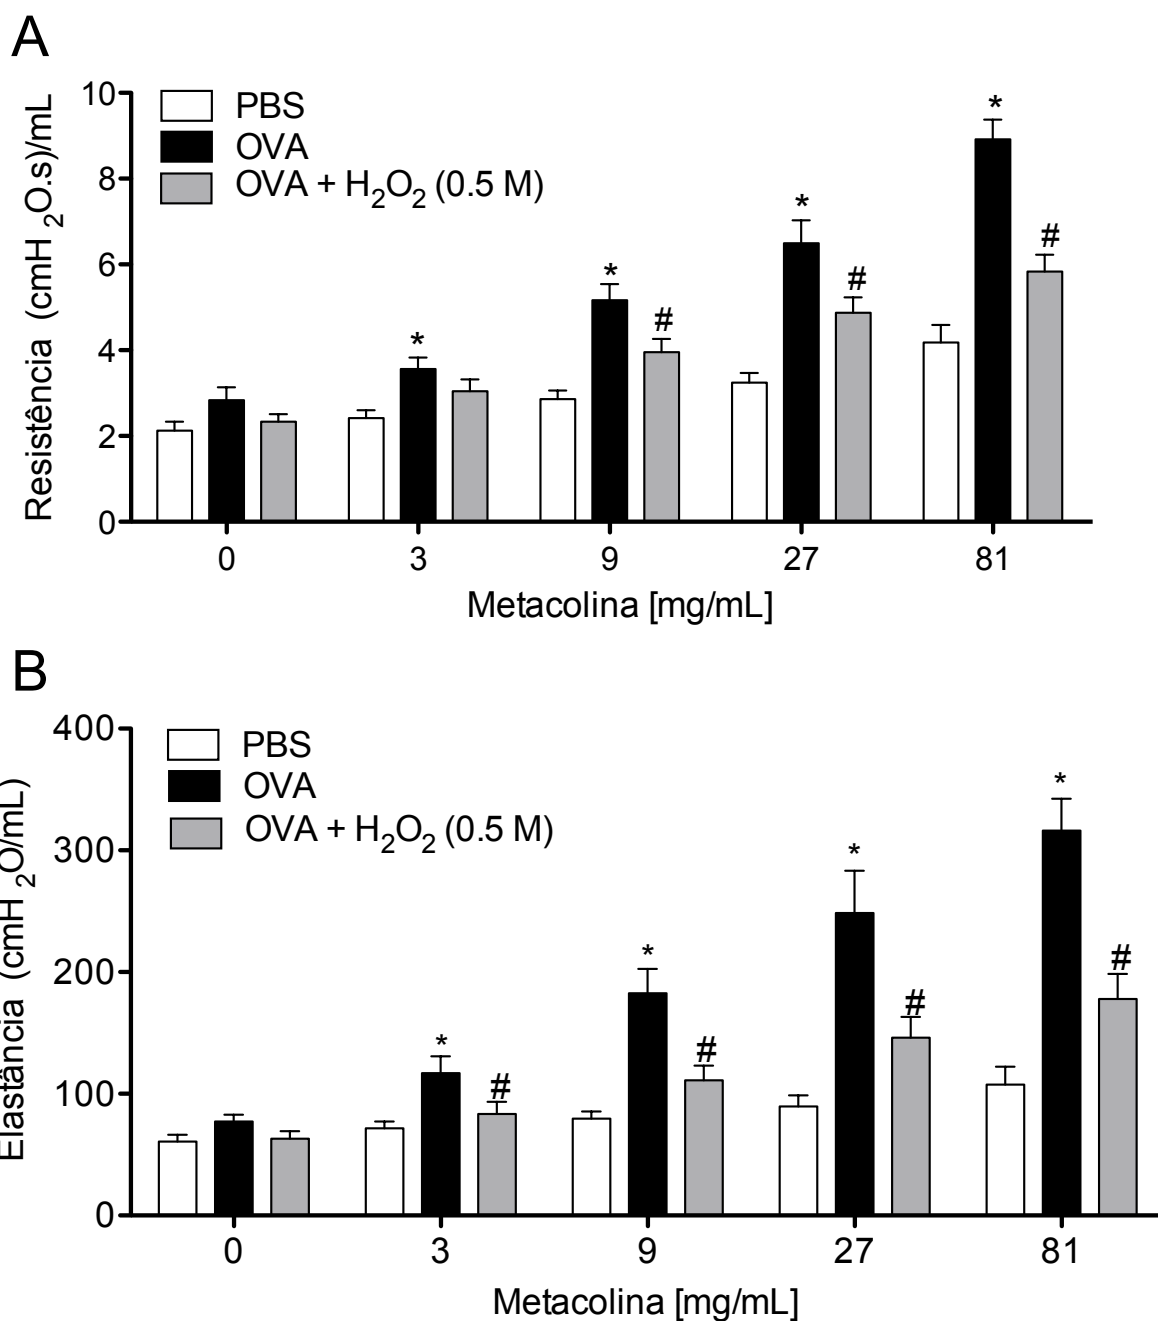 A
Resistência (cmH₂O.s)/mL
10
8
6
4
2
0
PBS
OVA
OVA + H₂O₂ (0.5 M)
* * # * # * # * #
0 3 9 27 81
Metacolina [mg/mL]
B
Elastância (cmH₂O/mL)
400
300
200
100
0
PBS
OVA
OVA + H₂O₂ (0.5 M)
* # * # * # * #
0 3 9 27 81
Metacolina [mg/mL]